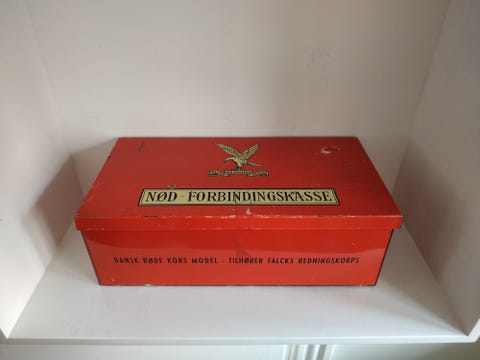 NØD-FORBINDINGSKASSE
DANSK RØDE KORS MODEL - TILHØRER FALCKS REDNINGSKORPS